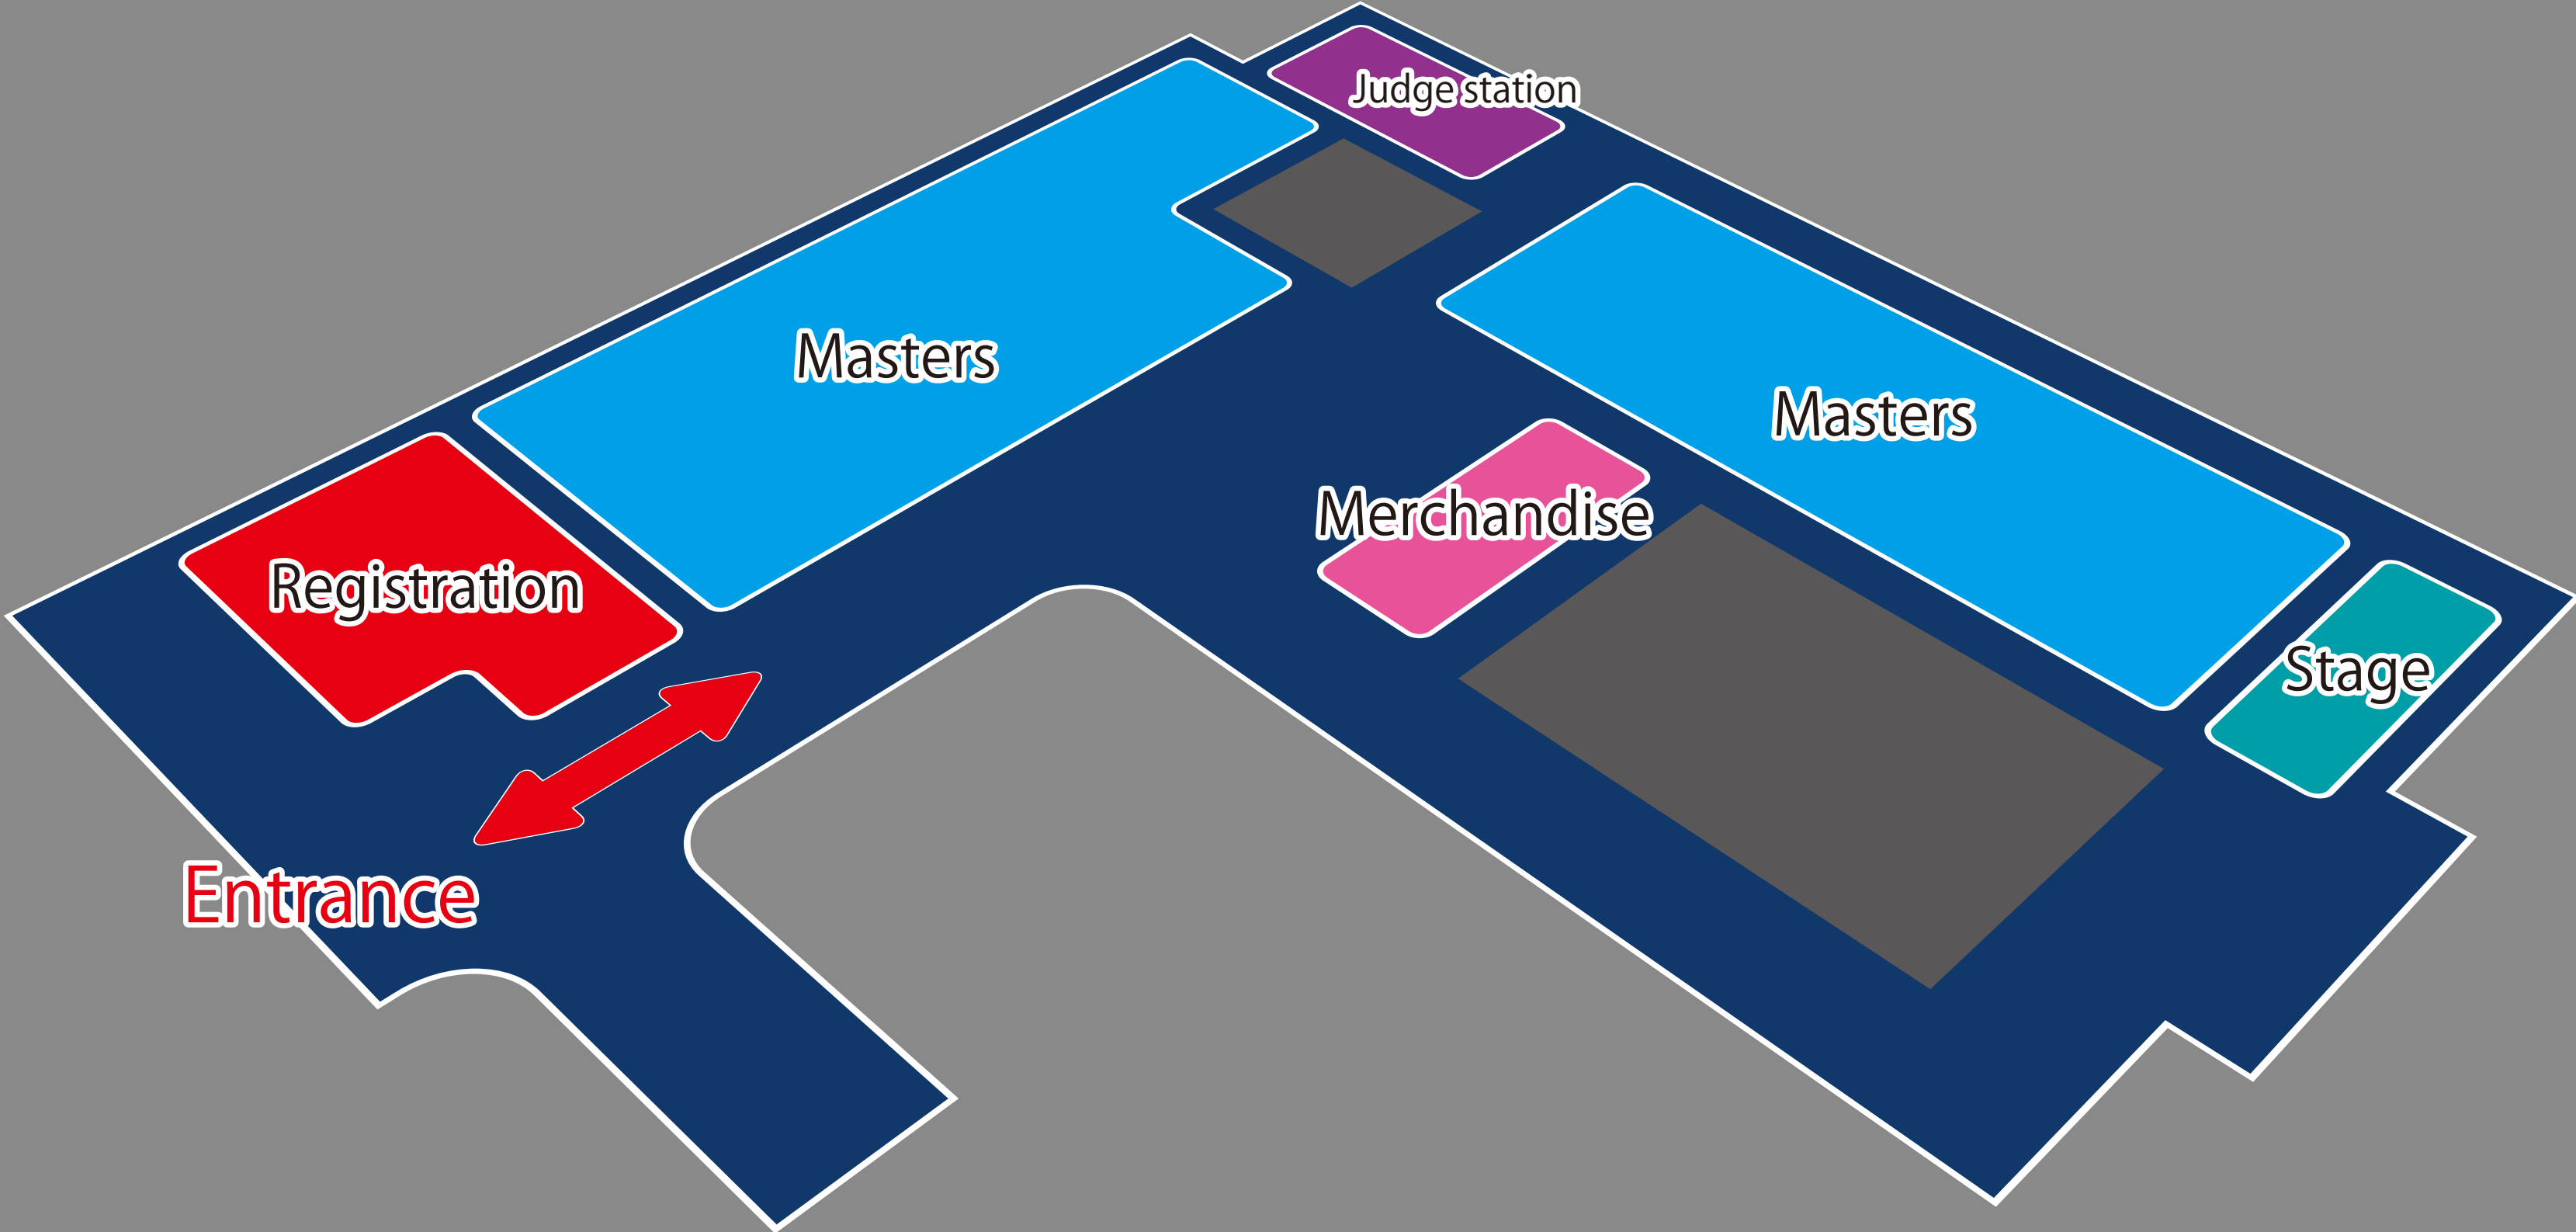 Judge station
Masters
Masters
Merchandise
Registration
Stage
Entrance